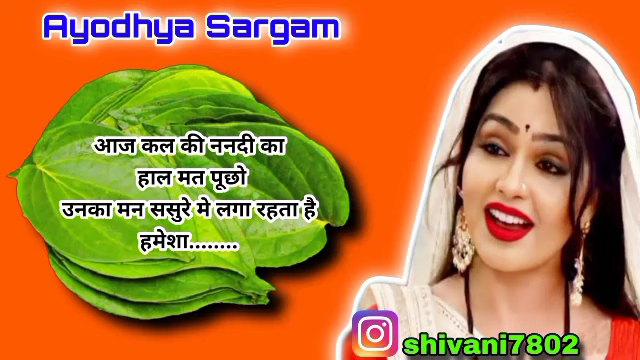 Ayodhya Sargam
आज कल की ननदी का
हाल मत पूछो
उनका मन ससुरे मे लगा रहता है
हमेशा........
shivani7802